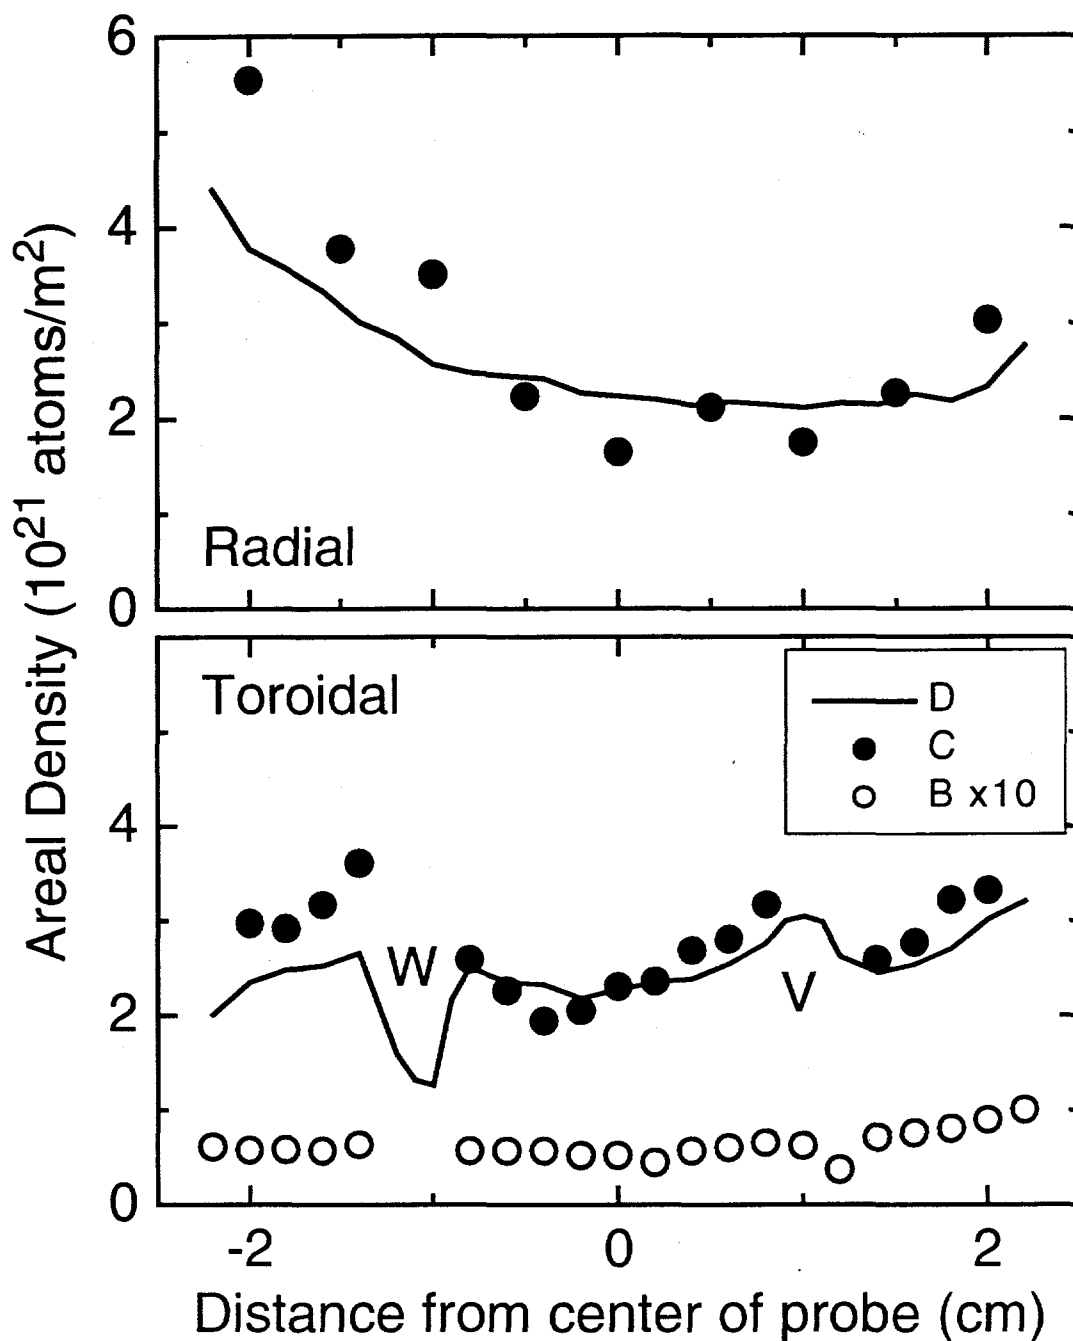 Areal Density (10²¹ atoms/m²)
6
4
2
0
Radial
Toroidal
D
C
B x10
4
2
0
W
V
-2 0 2
Distance from center of probe (cm)